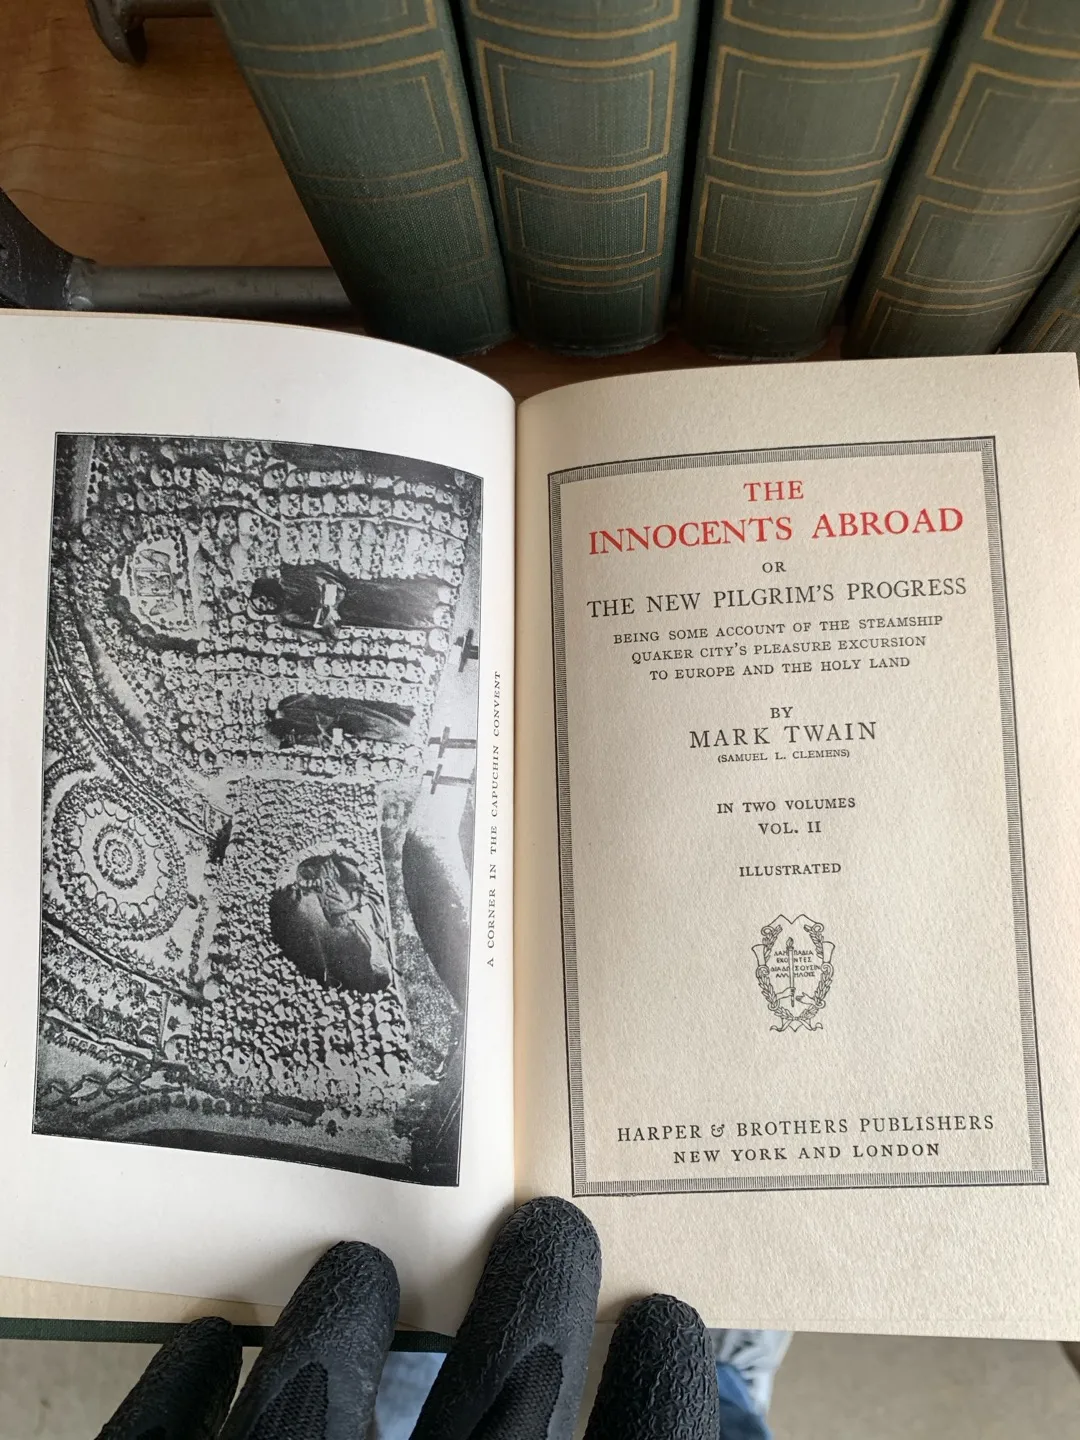 A CORNER IN THE CAPUCHIN CONVENT
THE
INNOCENTS ABROAD
OR
THE NEW PILGRIM'S PROGRESS
BEING SOME ACCOUNT OF THE STEAMSHIP
QUAKER CITY'S PLEASURE EXCURSION
TO EUROPE AND THE HOLY LAND
BY
MARK TWAIN
(SAMUEL L. CLEMENS)
IN TWO VOLUMES
VOL. II
ILLUSTRATED
HARPER & BROTHERS PUBLISHERS
NEW YORK AND LONDON